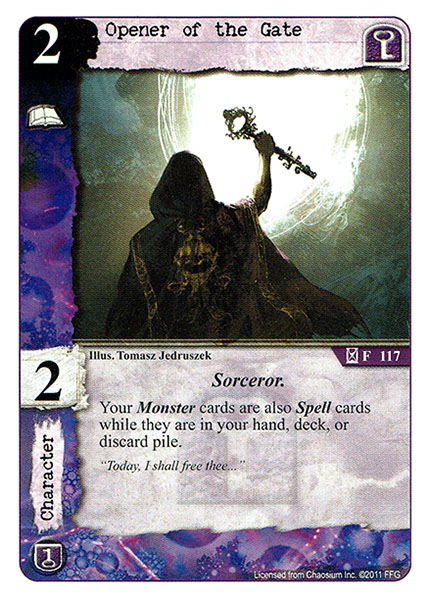 2
Opener of the Gate
Illus. Tomasz Jedruszek
F 117
2
Sorceror.
Your Monster cards are also Spell cards
while they are in your hand, deck, or
discard pile.
“Today, I shall free thee...”
Character
1
Licensed from Chaosium Inc. ©2011 FFG